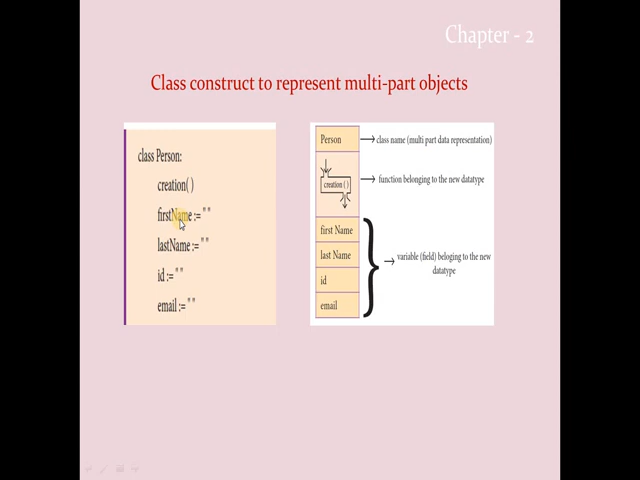 Chapter - 2
Class construct to represent multi-part objects
class Person:
creation( )
firstName := " "
lastName := " "
id := " "
email := " "
Person
class name (multi part data representation)
creation ( )
function belonging to the new datatype
first Name
last Name
id
email
variable (field) beloging to the new
datatype